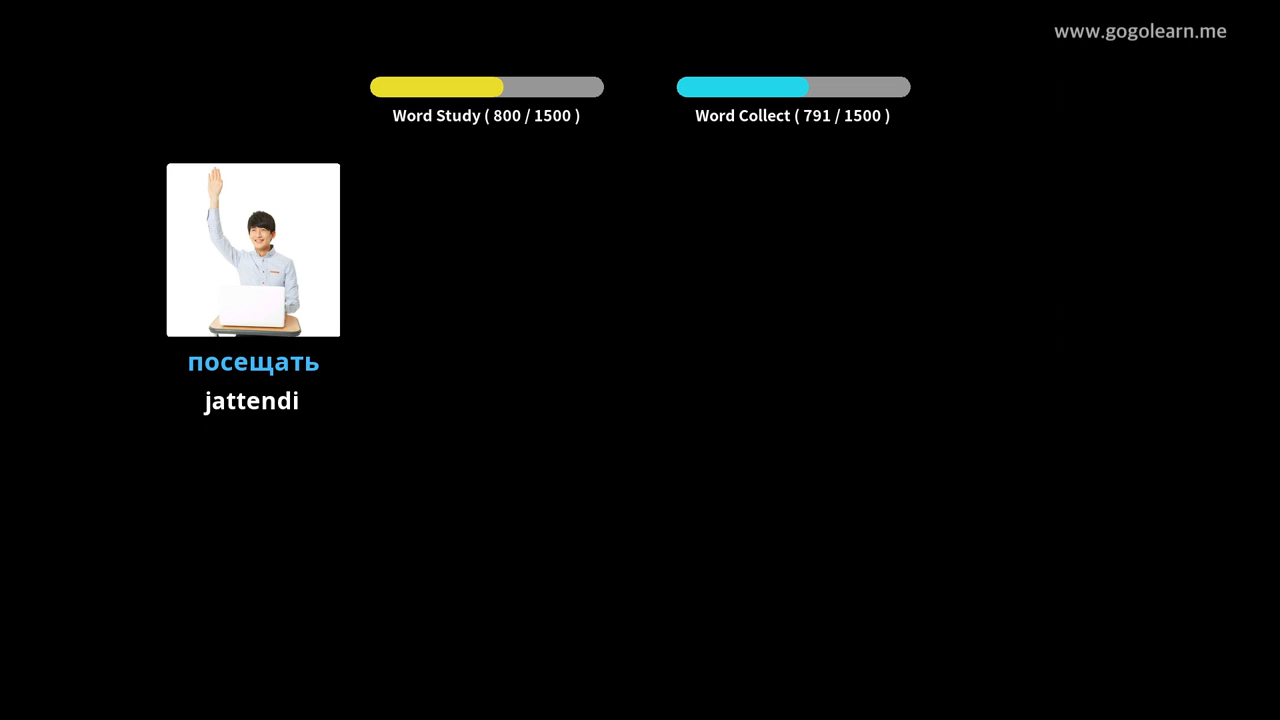 www.gogolearn.me
Word Study ( 800 / 1500 )
Word Collect ( 791 / 1500 )
посещать
jattendi